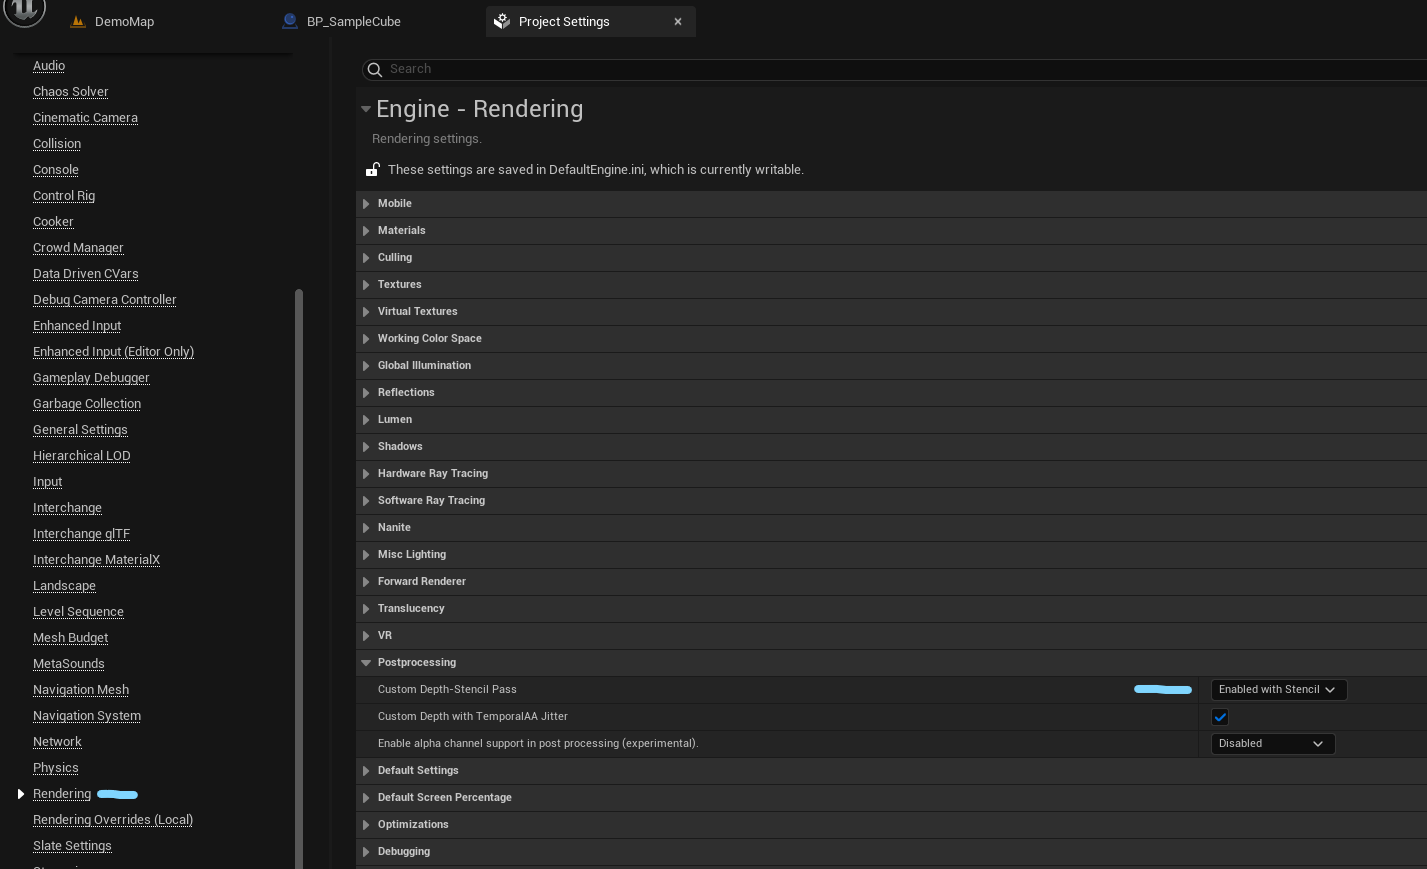 DemoMap
BP_SampleCube
Project Settings
Audio
Chaos Solver
Cinematic Camera
Collision
Console
Control Rig
Cooker
Crowd Manager
Data Driven CVars
Debug Camera Controller
Enhanced Input
Enhanced Input (Editor Only)
Gameplay Debugger
Garbage Collection
General Settings
Hierarchical LOD
Input
Interchange
Interchange glTF
Interchange MaterialX
Landscape
Level Sequence
Mesh Budget
MetaSounds
Navigation Mesh
Navigation System
Network
Physics
Rendering
Rendering Overrides (Local)
Slate Settings
Search
Engine - Rendering
Rendering settings.
These settings are saved in DefaultEngine.ini, which is currently writable.
Mobile
Materials
Culling
Textures
Virtual Textures
Working Color Space
Global Illumination
Reflections
Lumen
Shadows
Hardware Ray Tracing
Software Ray Tracing
Nanite
Misc Lighting
Forward Renderer
Translucency
VR
Postprocessing
Custom Depth-Stencil Pass
Enabled with Stencil
Custom Depth with TemporalAA Jitter
Enable alpha channel support in post processing (experimental).
Disabled
Default Settings
Default Screen Percentage
Optimizations
Debugging